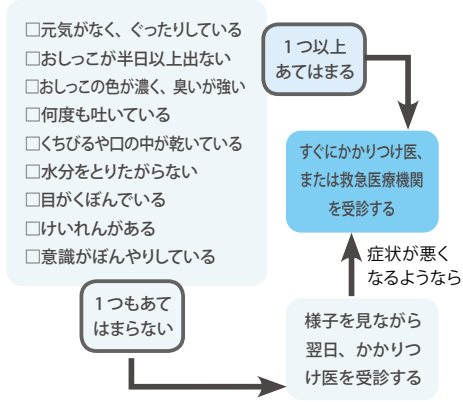 □元気がなく、ぐったりしている
□おしっこが半日以上出ない
□おしっこの色が濃く、臭いが強い
□何度も吐いている
□くちびるや口の中が乾いている
□水分をとりたがらない
□目がくぼんでいる
□けいれんがある
□意識がぼんやりしている
1つ以上
あてはまる
すぐにかかりつけ医、
または救急医療機関
を受診する
1つもあて
はまらない
症状が悪く
なるようなら
様子を見ながら
翌日、かかりつ
け医を受診する